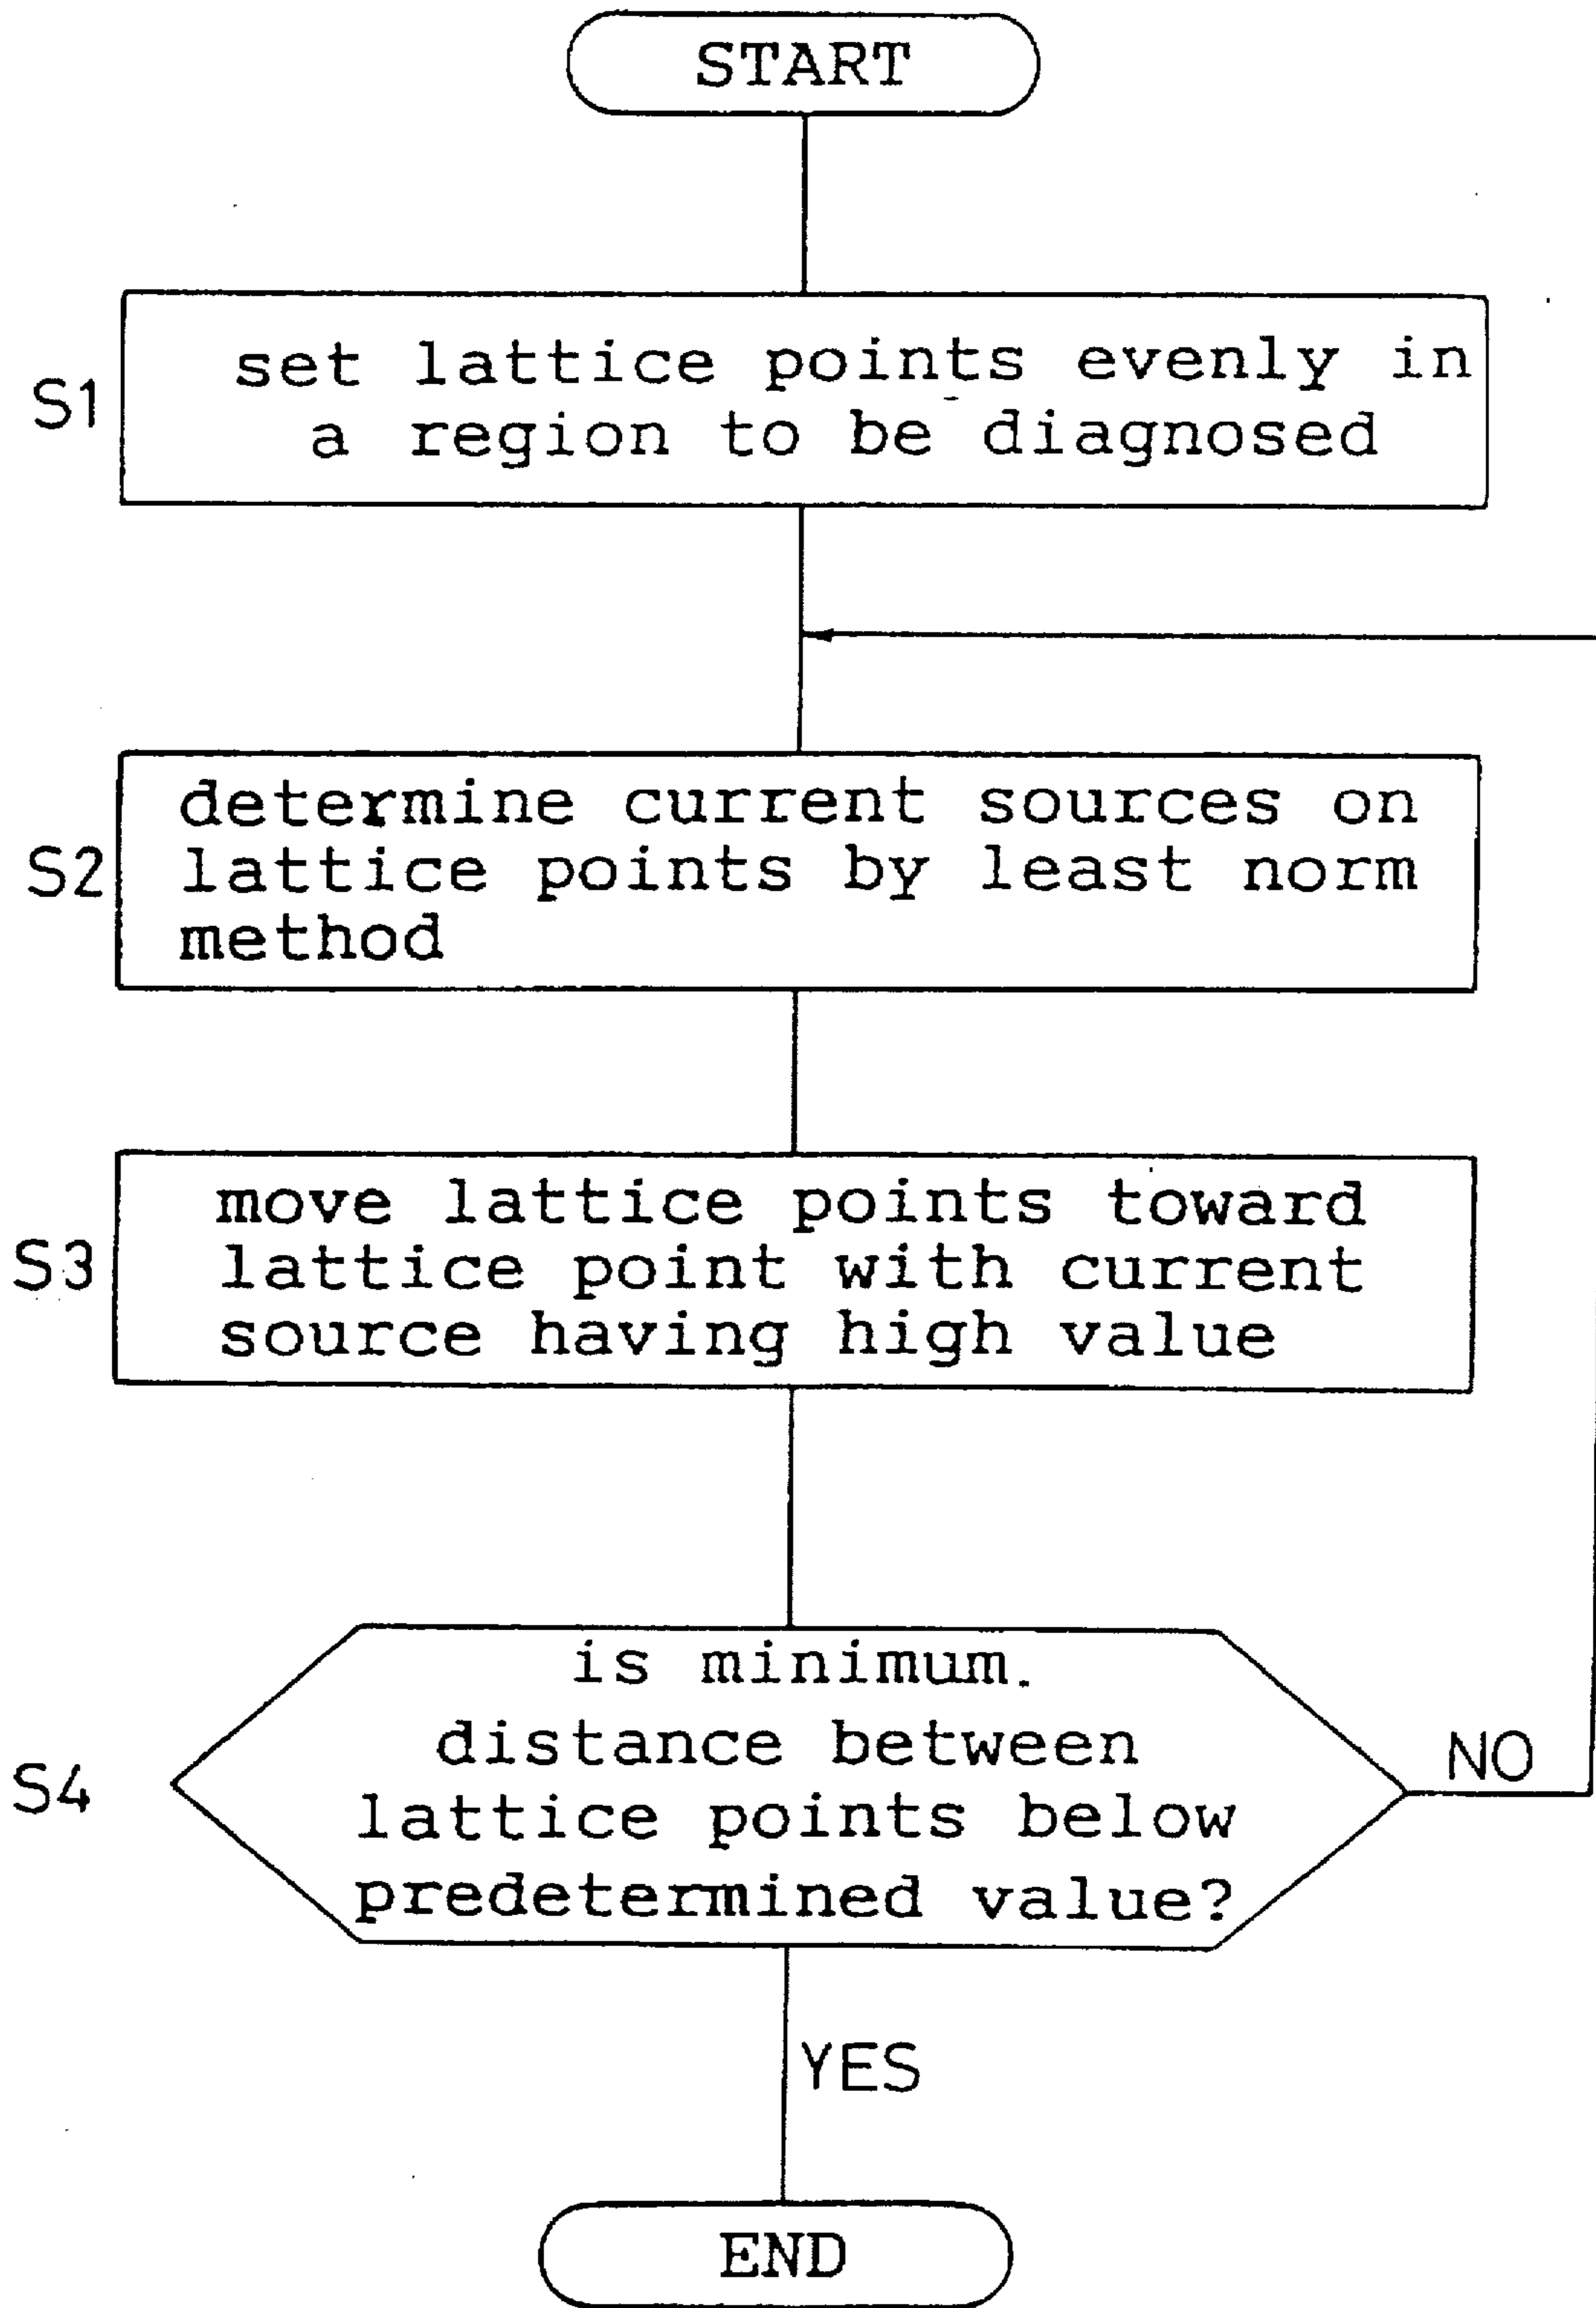 START
S1
set lattice points evenly in
a region to be diagnosed
S2
determine current sources on
lattice points by least norm
method
S3
move lattice points toward
lattice point with current
source having high value
S4
is minimum.
distance between
lattice points below
predetermined value?
NO
YES
END